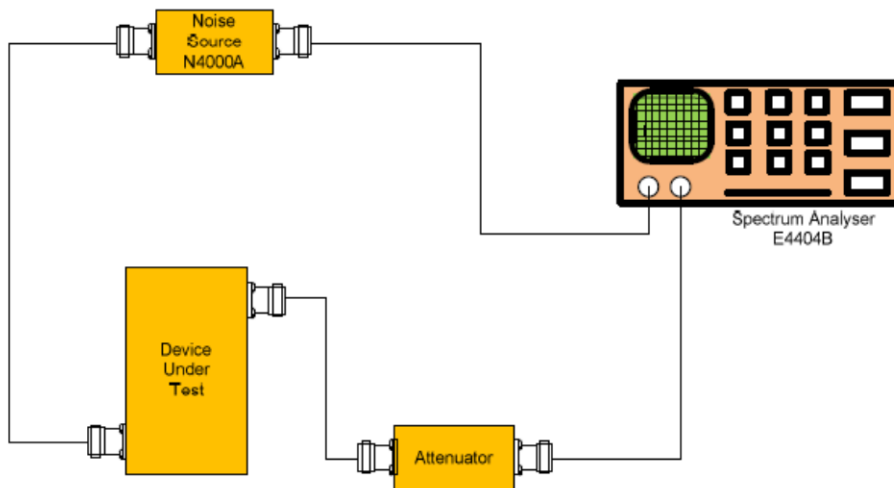 Noise
Source
N4000A
Spectrum Analyser
E4404B
Device
Under
Test
Attenuator